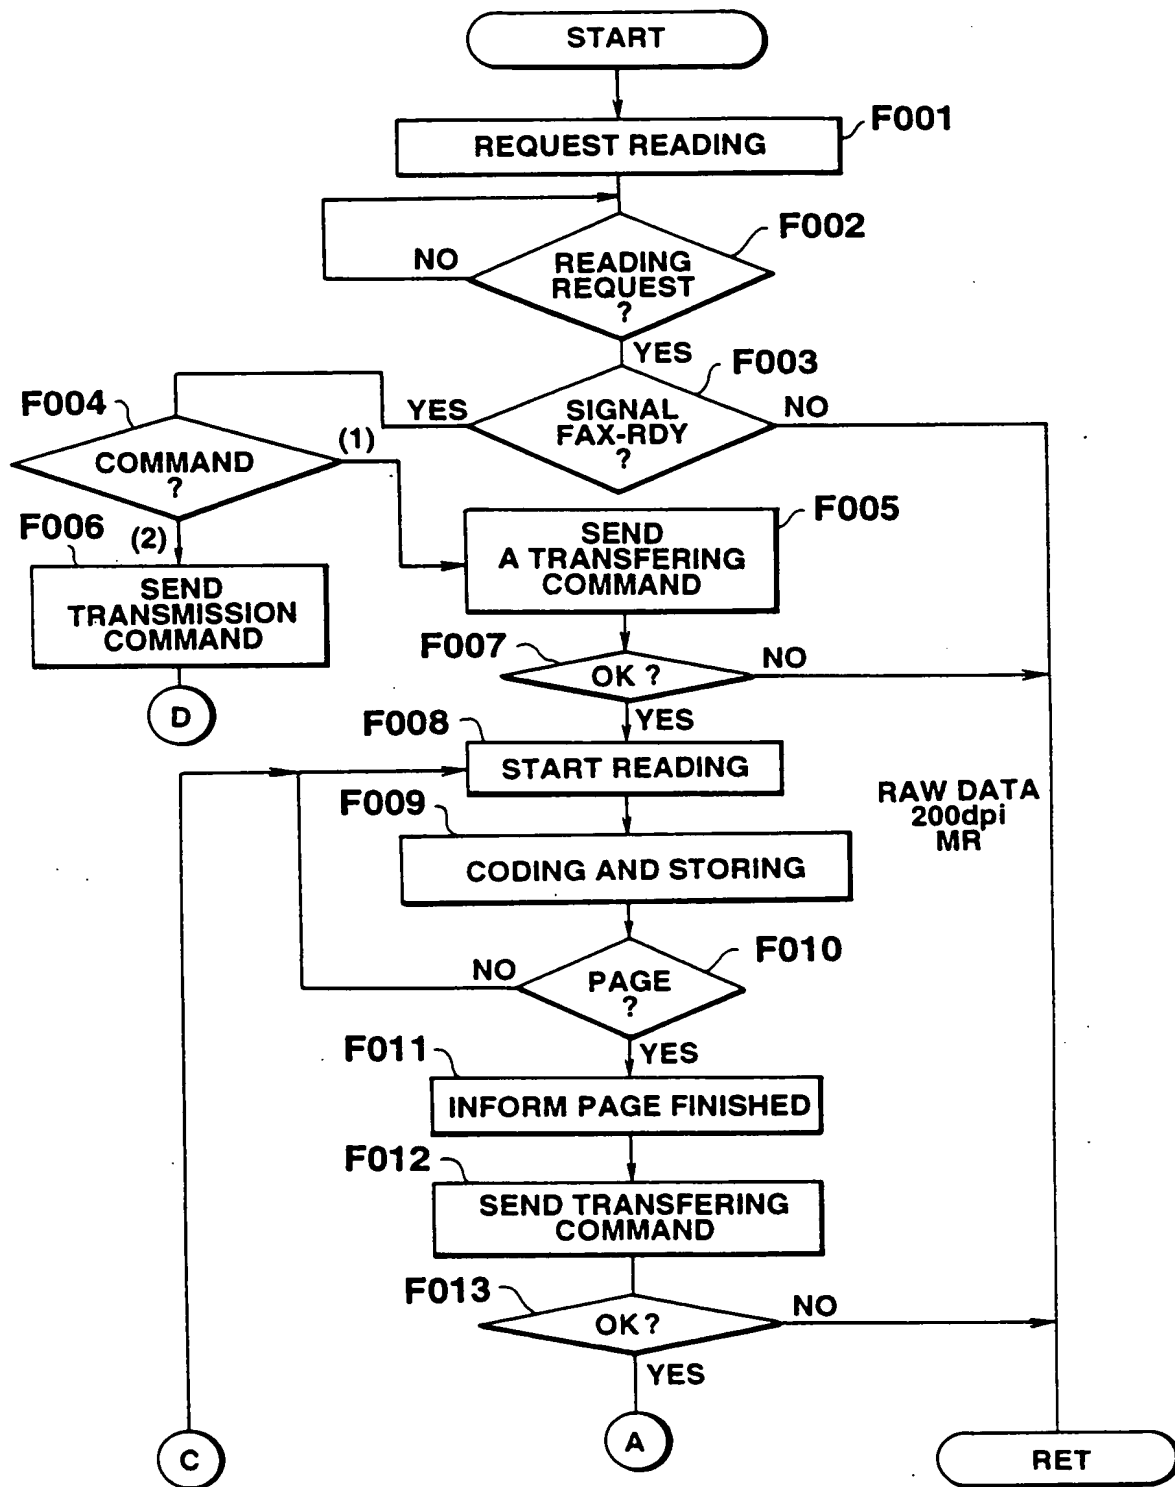 START
F001
REQUEST READING
F002
NO
READING
REQUEST
?
YES
F003
F004
YES
SIGNAL
FAX-RDY
?
NO
(1)
COMMAND
?
F005
F006
(2)
SEND
A TRANSFERING
COMMAND
SEND
TRANSMISSION
COMMAND
F007
OK ?
NO
D
YES
F008
START READING
RAW DATA
200dpi
MR
F009
CODING AND STORING
F010
NO
PAGE
?
YES
F011
INFORM PAGE FINISHED
F012
SEND TRANSFERING
COMMAND
F013
OK ?
NO
YES
C
A
RET